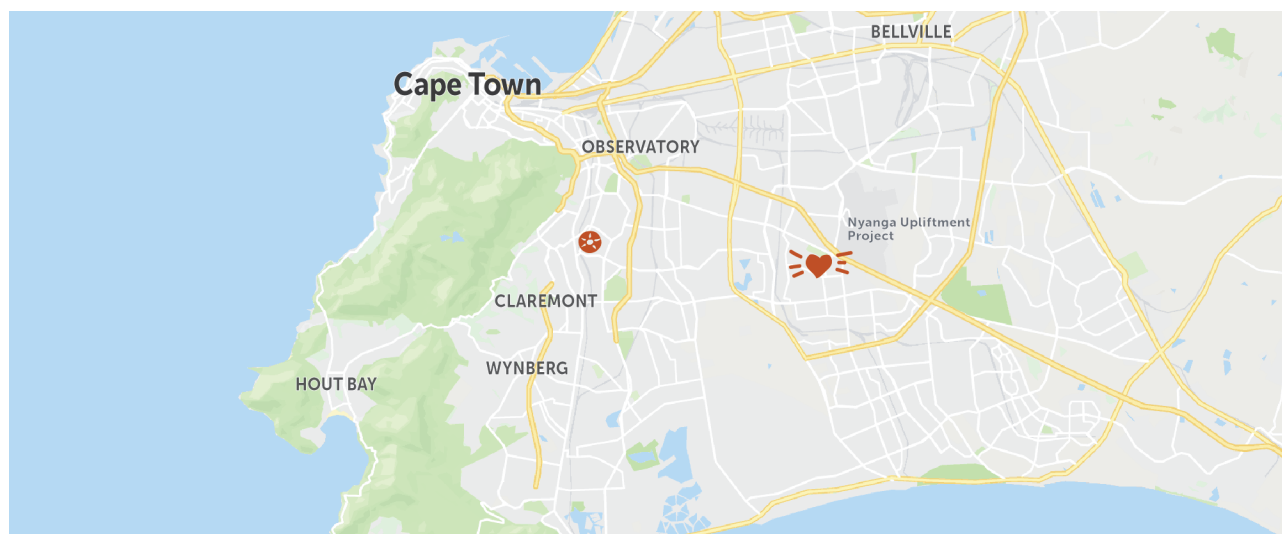 BELLVILLE
Cape Town
OBSERVATORY
Nyanga Upliftment
Project
CLAREMONT
WYNBERG
HOUT BAY